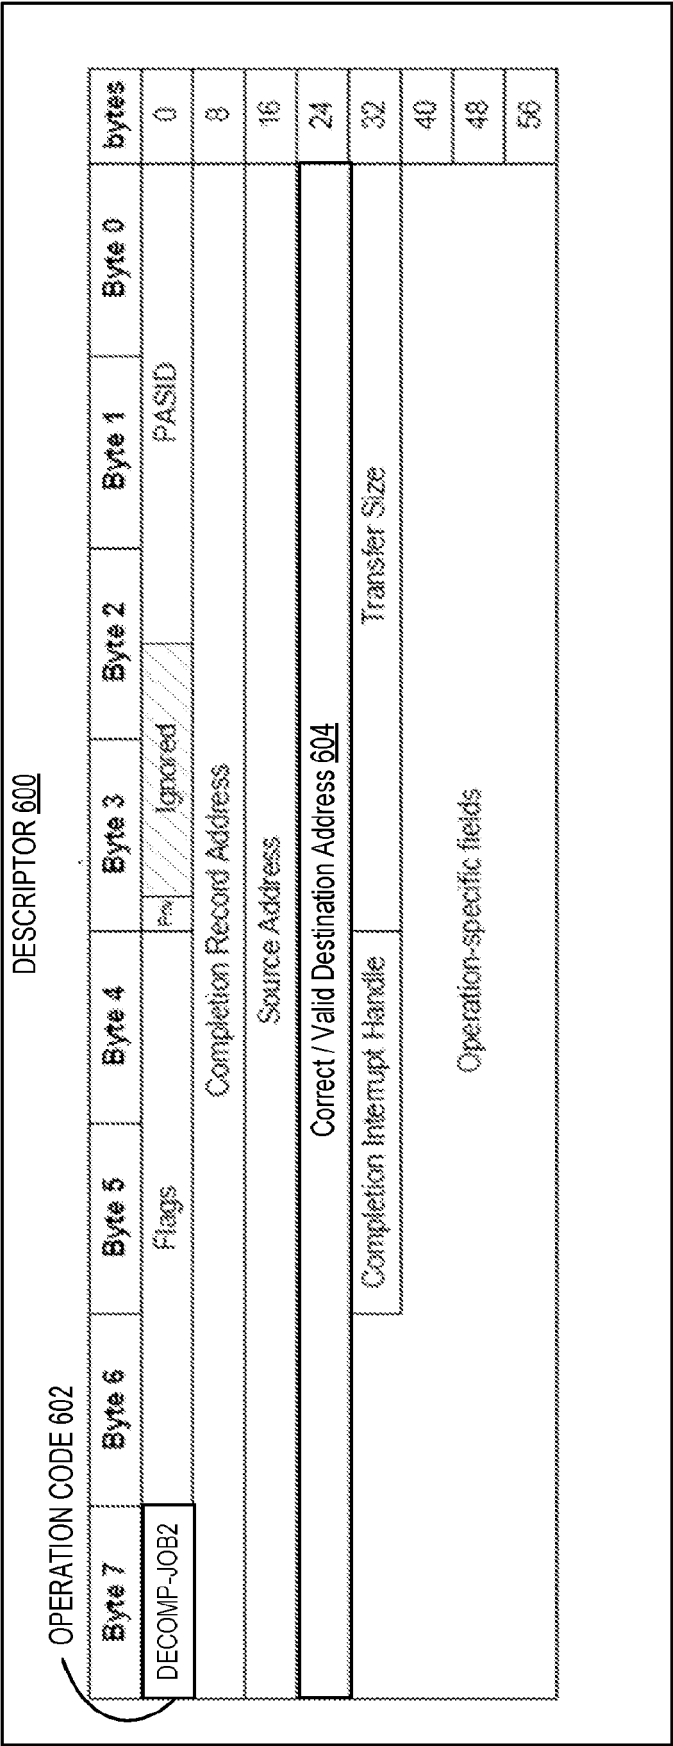 DESCRIPTOR 600
OPERATION CODE 602
Byte 7 Byte 6 Byte 5 Byte 4 Byte 3 Byte 2 Byte 1 Byte 0 bytes
DECOMP-JOB2 Flags Priv Ignored PASID 0
Completion Record Address 8
Source Address 16
Correct / Valid Destination Address 604 24
Completion Interrupt Handle Transfer Size 32
40
Operation-specific fields 48
56